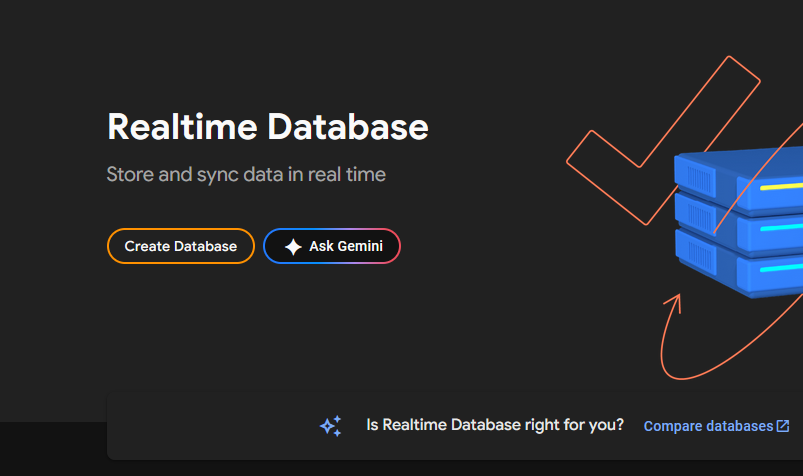 Realtime Database
Store and sync data in real time
Create Database
Ask Gemini
Is Realtime Database right for you? Compare databases